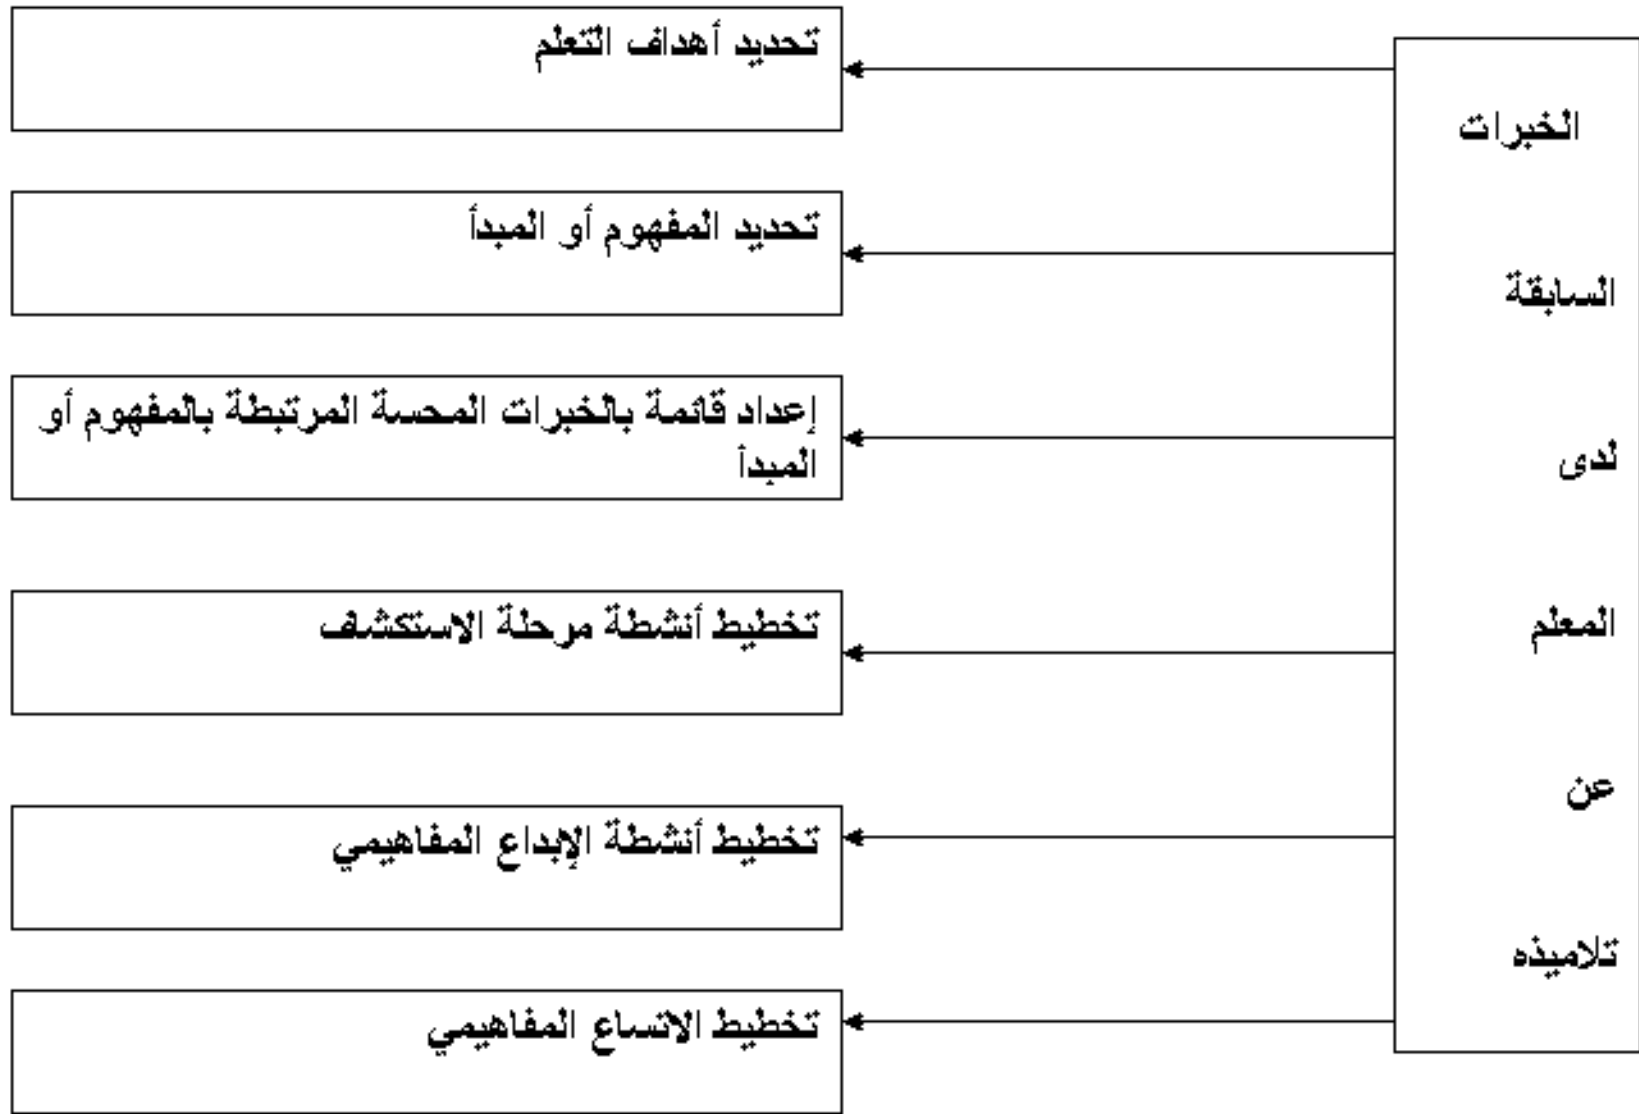 الخبرات
السابقة
لدى
المعلم
عن
تلاميذه
تحديد أهداف التعلم
تحديد المفهوم أو المبدأ
إعداد قائمة بالخبرات المحسة المرتبطة بالمفهوم أو
المبدأ
تخطيط أنشطة مرحلة الاستكشف
تخطيط أنشطة الإبداع المفاهيمي
تخطيط الاتساع المفاهيمي